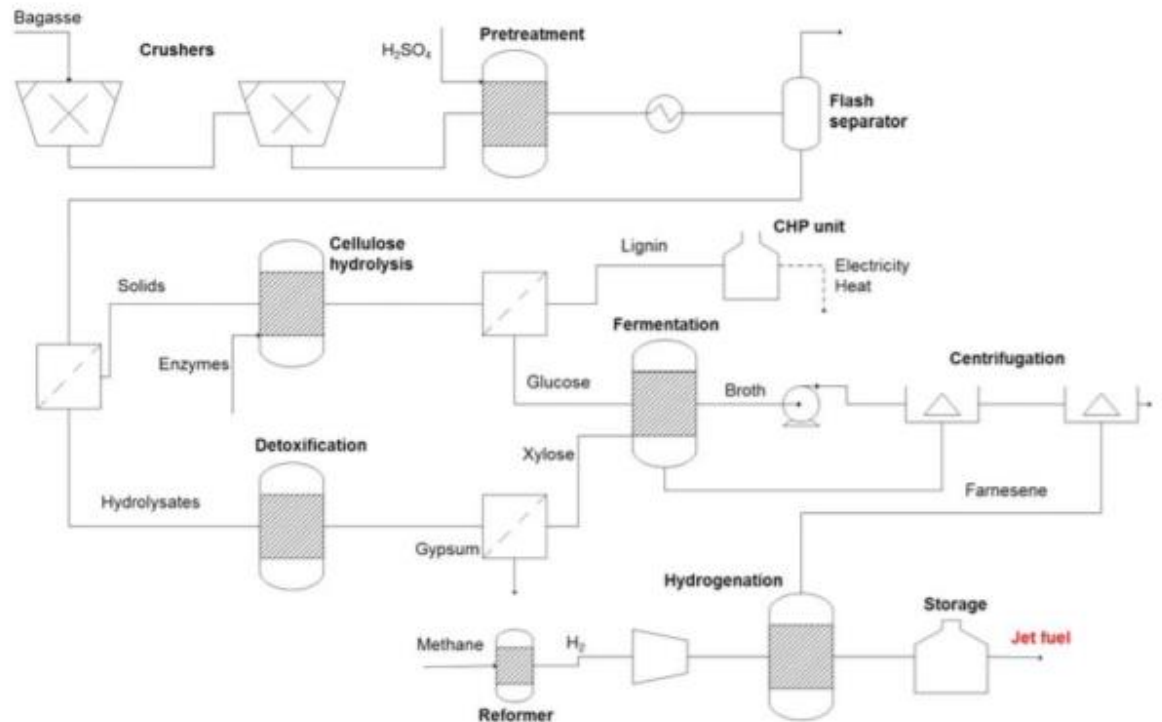 Bagasse
Crushers
H₂SO₄
Pretreatment
Flash
separator
Cellulose
hydrolysis
Solids
Enzymes
Lignin
CHP unit
Electricity
Heat
Fermentation
Glucose
Broth
Centrifugation
Detoxification
Xylose
Hydrolysates
Gypsum
Farnesene
Hydrogenation
Storage
Methane
H₂
Jet fuel
Reformer